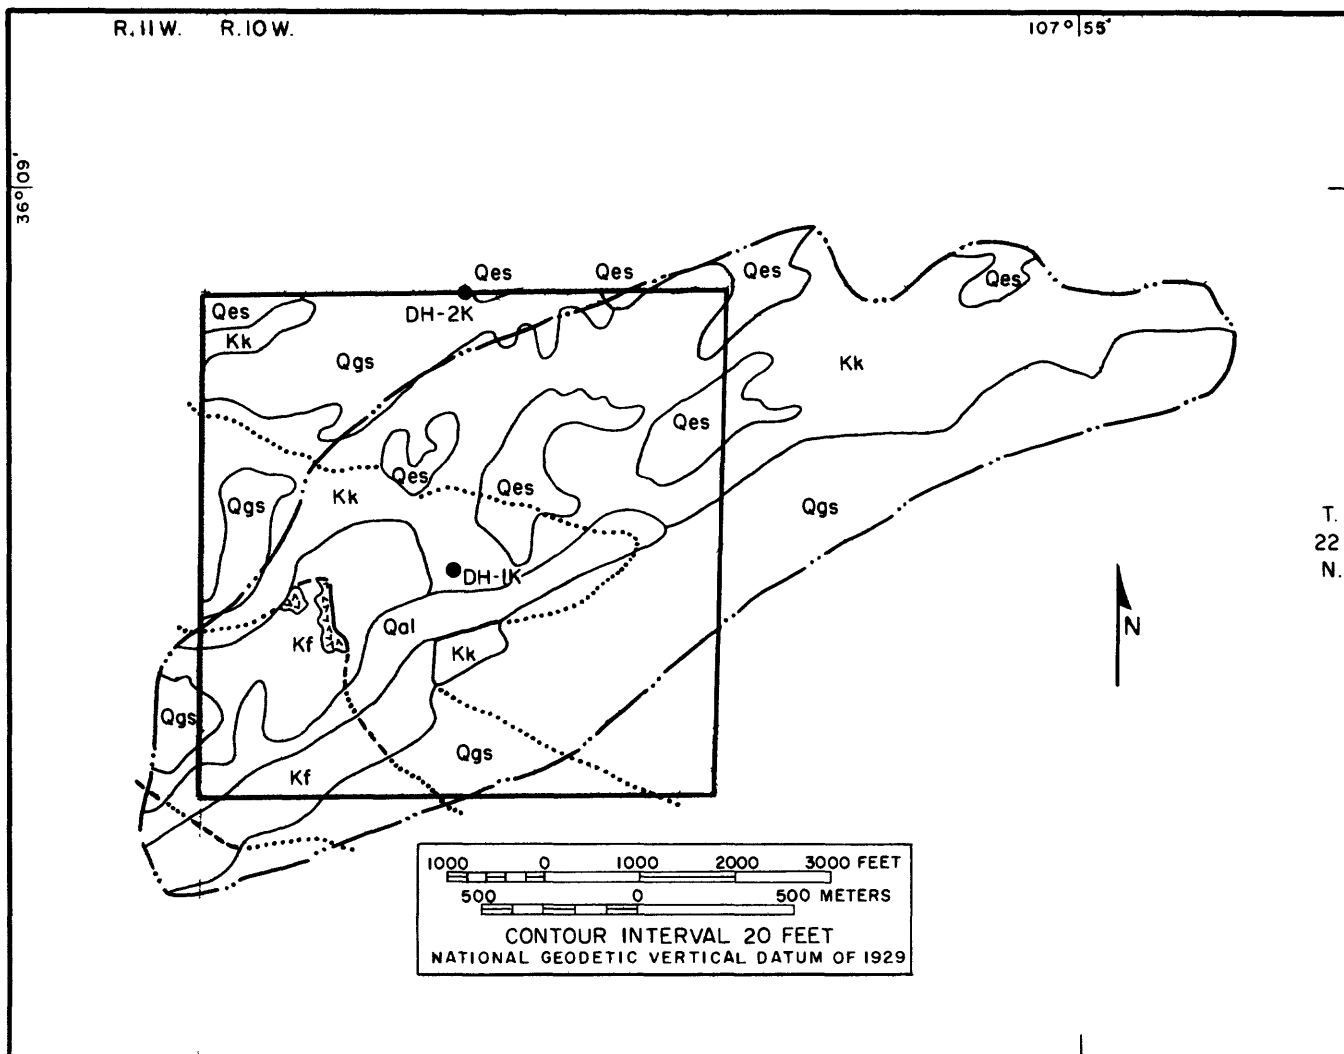 R. 11 W. R. 10 W. 107° 55'
36° 09'
Qes Qes Qes Qes
Qes
DH-2K
Kk
Qgs Kk
Qes
Qes Qes
Kk
Qgs Qgs
T.
22
N.
DH-1K
N
Qal
Kf
Kk
Qgs
Qgs
Kf
1000 0 1000 2000 3000 FEET
500 0 500 METERS
CONTOUR INTERVAL 20 FEET
NATIONAL GEODETIC VERTICAL DATUM OF 1929